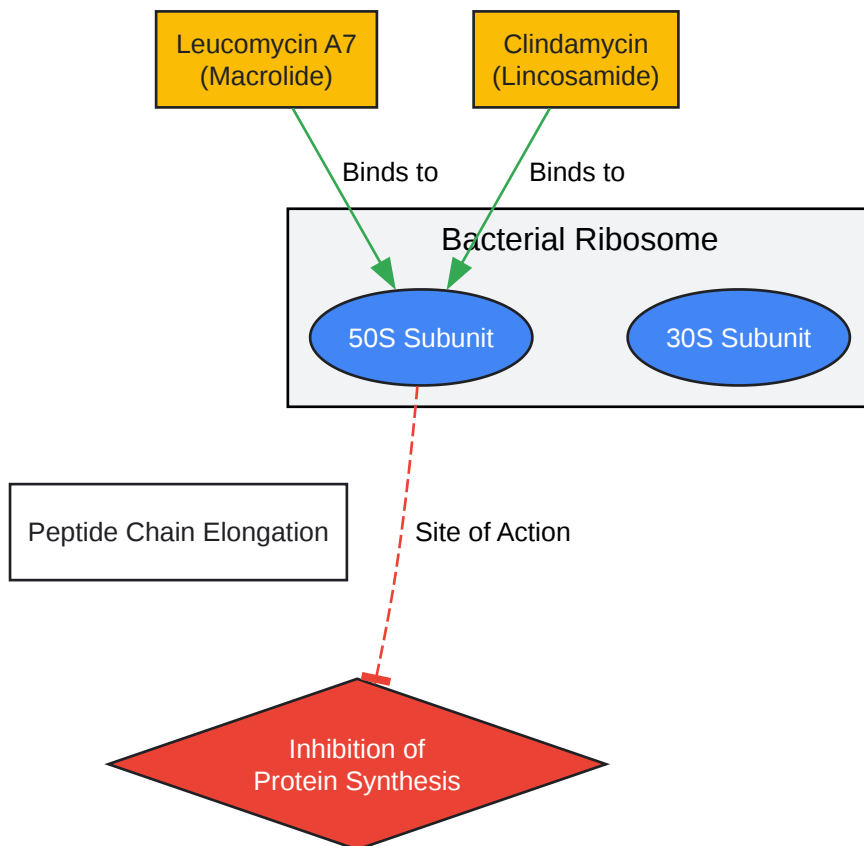 Leucomycin A7
(Macrolide)
Clindamycin
(Lincosamide)
Binds to
Binds to
Bacterial Ribosome
50S Subunit
30S Subunit
Peptide Chain Elongation
Site of Action
Inhibition of
Protein Synthesis